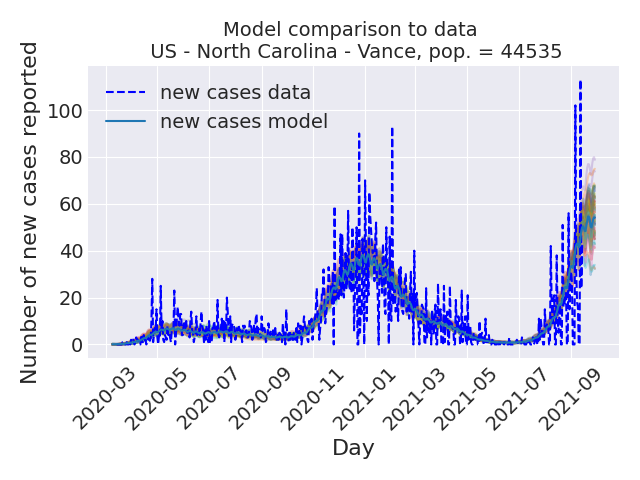 Model comparison to data
US - North Carolina - Vance, pop. = 44535
new cases data
new cases model
Number of new cases reported
100
80
60
40
20
0
2020-03
2020-05
2020-07
2020-09
2020-11
2021-01
2021-03
2021-05
2021-07
2021-09
Day